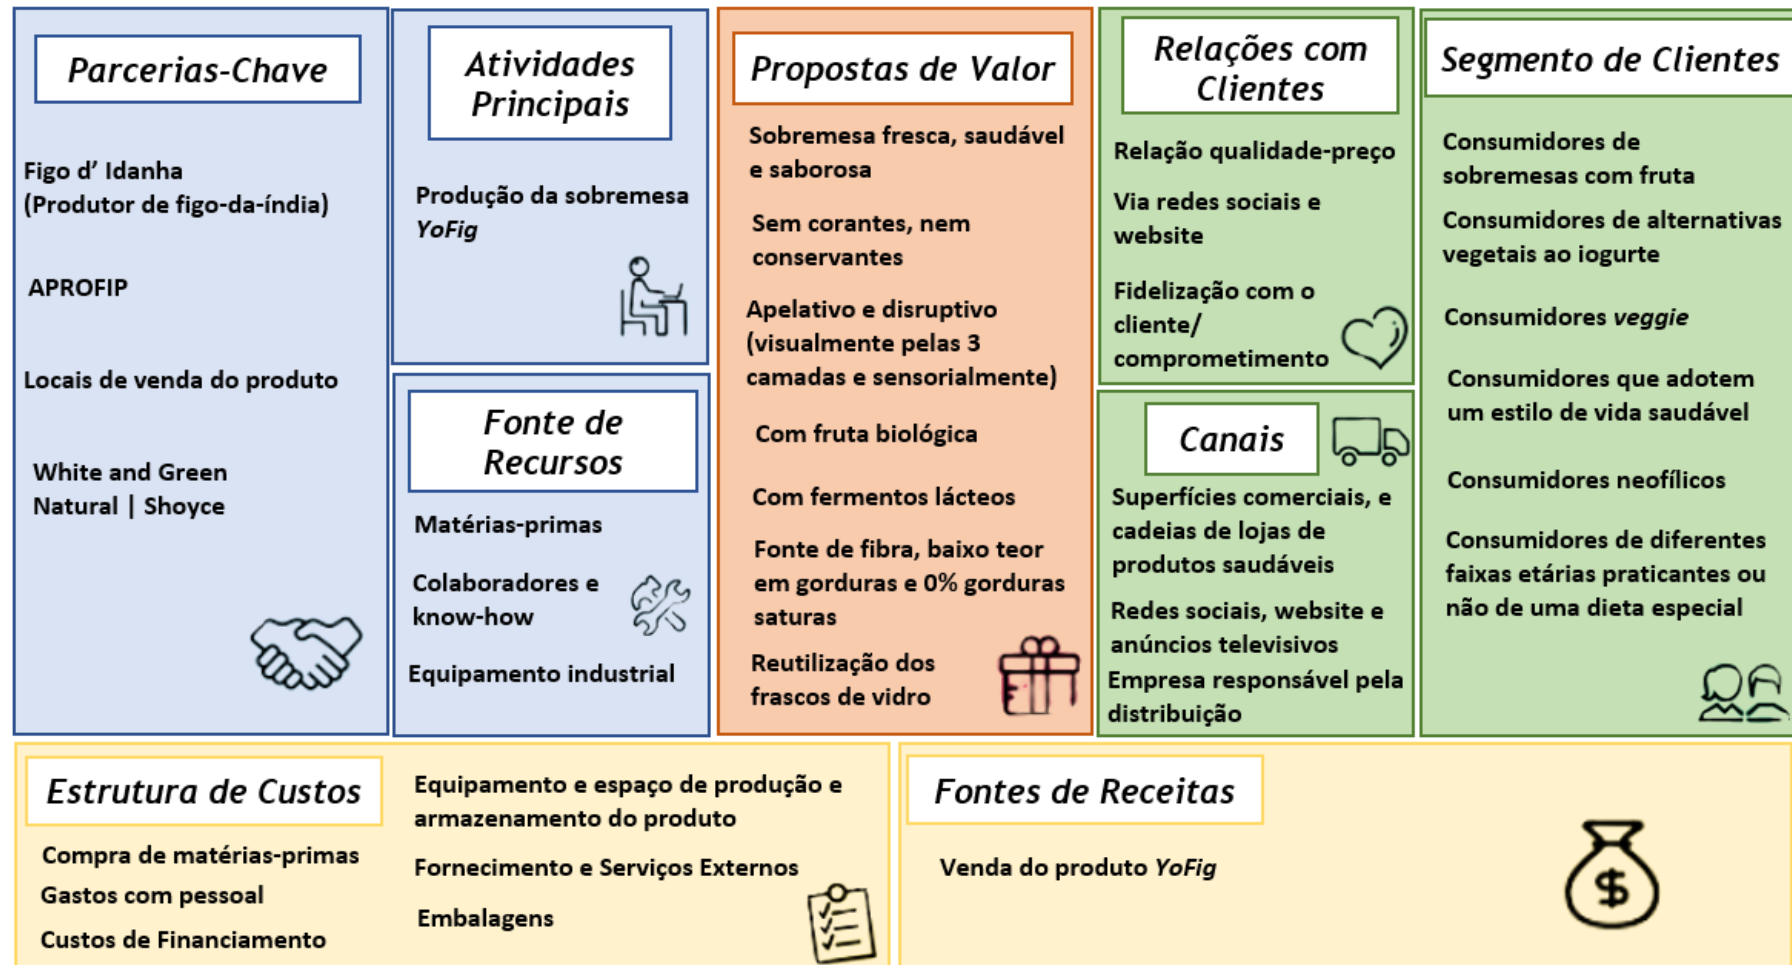 Parcerias-Chave
Figo d’ Idanha
(Produtor de figo-da-índia)
APROFIP
Locais de venda do produto
White and Green
Natural | Shoyce
Atividades
Principais
Produção da sobremesa
YoFig
Fonte de
Recursos
Matérias-primas
Colaboradores e
know-how
Equipamento industrial
Propostas de Valor
Sobremesa fresca, saudável
e saborosa
Sem corantes, nem
conservantes
Apelativo e disruptivo
(visualmente pelas 3
camadas e sensorialmente)
Com fruta biológica
Com fermentos lácteos
Fonte de fibra, baixo teor
em gorduras e 0% gorduras
saturas
Reutilização dos
frascos de vidro
Relações com
Clientes
Relação qualidade-preço
Via redes sociais e
website
Fidelização com o
cliente/
comprometimento
Canais
Superfícies comerciais, e
cadeias de lojas de
produtos saudáveis
Redes sociais, website e
anúncios televisivos
Empresa responsável pela
distribuição
Segmento de Clientes
Consumidores de
sobremesas com fruta
Consumidores de alternativas
vegetais ao iogurte
Consumidores veggie
Consumidores que adotem
um estilo de vida saudável
Consumidores neofílicos
Consumidores de diferentes
faixas etárias praticantes ou
não de uma dieta especial
Estrutura de Custos
Compra de matérias-primas
Gastos com pessoal
Custos de Financiamento
Equipamento e espaço de produção e
armazenamento do produto
Fornecimento e Serviços Externos
Embalagens
Fontes de Receitas
Venda do produto YoFig
$